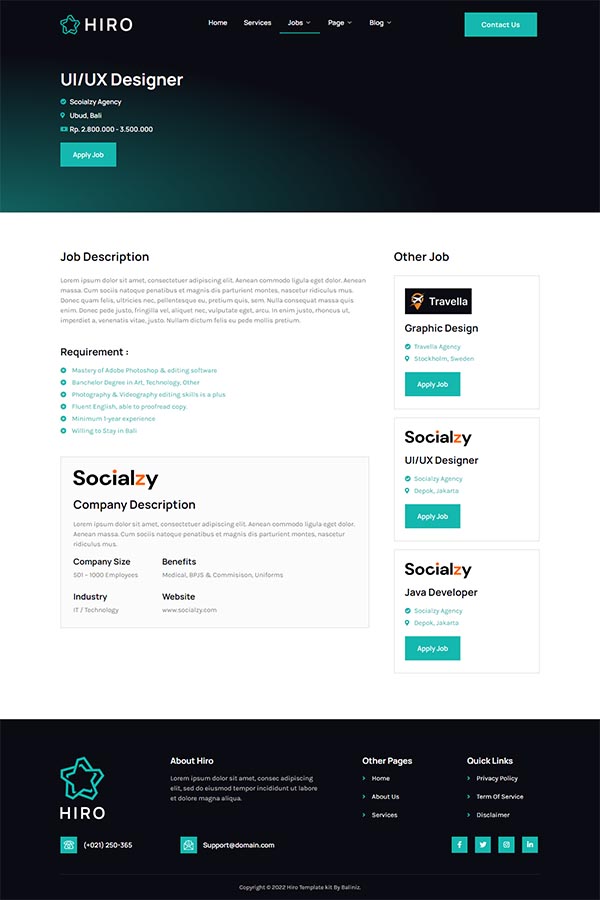 HIRO
Home Services Jobs Page Blog
Contact Us
UI/UX Designer
Scoialzy Agency
Ubud, Bali
Rp. 2.800.000 - 3.500.000
Apply Job
Job Description
Lorem ipsum dolor sit amet, consectetuer adipiscing elit. Aenean commodo ligula eget dolor. Aenean
massa. Cum sociis natoque penatibus et magnis dis parturient montes, nascetur ridiculus mus.
Donec quam felis, ultricies nec, pellentesque eu, pretium quis, sem. Nulla consequat massa quis
enim. Donec pede justo, fringilla vel, aliquet nec, vulputate eget, arcu. In enim justo, rhoncus ut,
imperdiet a, venenatis vitae, justo. Nullam dictum felis eu pede mollis pretium.
Requirement :
Mastery of Adobe Photoshop & editing software
Banchelor Degree in Art, Technology, Other
Photography & Videography editing skills is a plus
Fluent English, able to proofread copy
Minimum 1-year experience
Willing to Stay in Bali
Socialzy
Company Description
Lorem ipsum dolor sit amet, consectetuer adipiscing elit. Aenean commodo ligula eget dolor.
Aenean massa. Cum sociis natoque penatibus et magnis dis parturient montes, nascetur
ridiculus mus.
Company Size
501 - 1000 Employees
Benefits
Medical, BPJS & Commisison, Uniforms
Industry
IT / Technology
Website
www.socialzy.com
Other Job
Travella
Graphic Design
Travella Agency
Stockholm, Sweden
Apply Job
Socialzy
UI/UX Designer
Socialzy Agency
Depok, Jakarta
Apply Job
Socialzy
Java Developer
Socialzy Agency
Depok, Jakarta
Apply Job
HIRO
About Hiro
Lorem ipsum dolor sit amet, consec adipiscing
elit, sed do eiusmod tempor incididunt ut labore
et dolore magna aliqua.
Other Pages
Home
About Us
Services
Quick Links
Privacy Policy
Term Of Service
Disclaimer
(+021) 250-365
Support@domain.com
Copyright © 2022 Hiro Template kit By Baliniz.